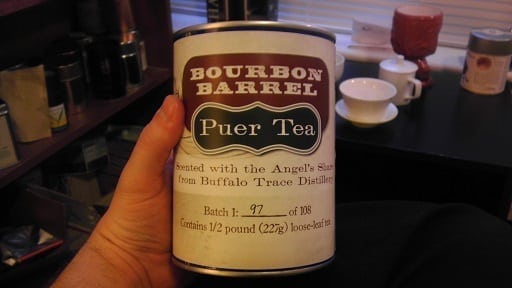 BOURBON
BARREL
Puer Tea
Scented with the Angel's Share
from Buffalo Trace Distillery
Batch 1: 97 of 108
Contains 1/2 pound (227g) loose-leaf tea